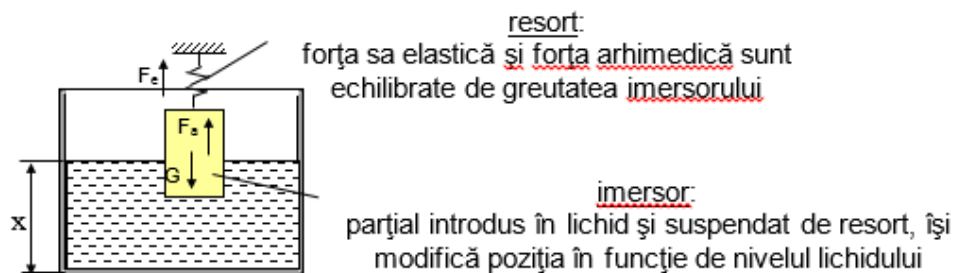 resort:
forţa sa elastică şi forţa arhimedică sunt
echilibrate de greutatea imersorului
Fe
Fa
G
x
imersor:
parţial introdus în lichid şi suspendat de resort, îşi
modifică poziţia în funcţie de nivelul lichidului